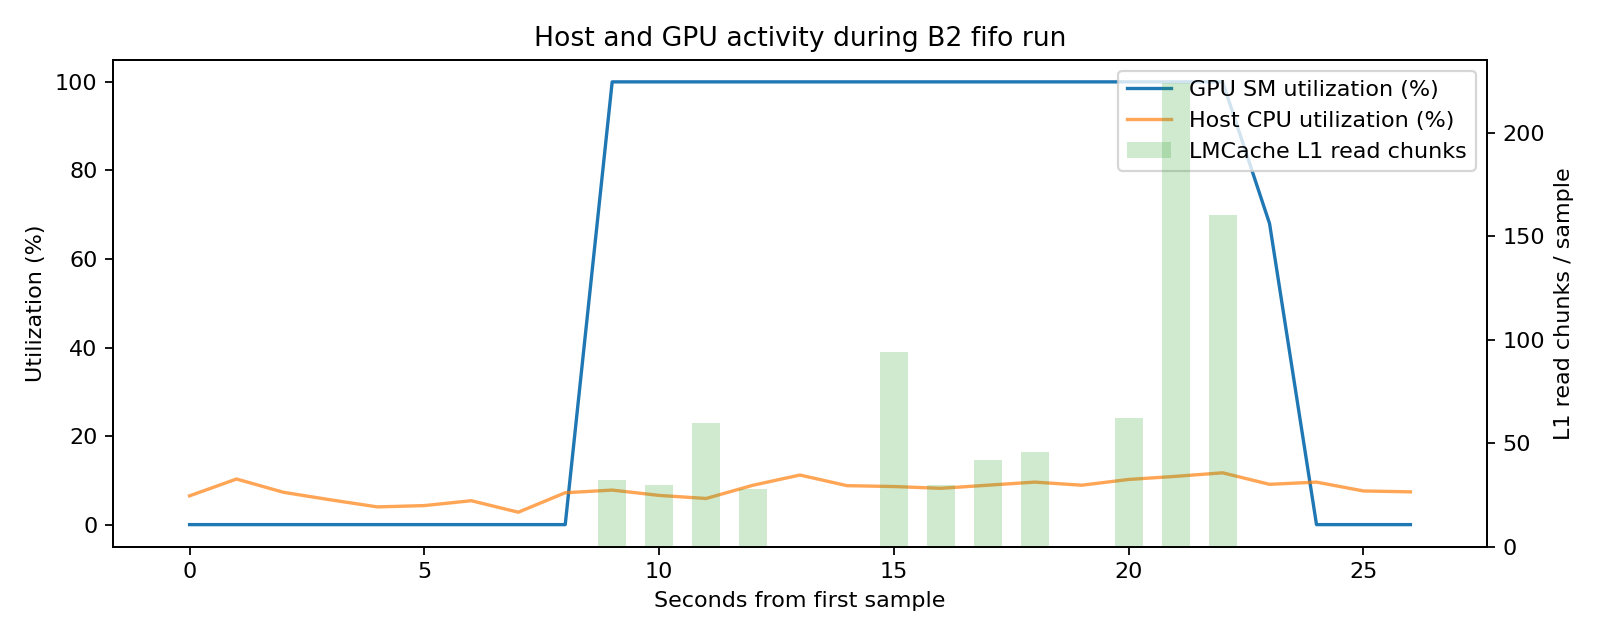 Host and GPU activity during B2 fifo run
GPU SM utilization (%)
Host CPU utilization (%)
LMCache L1 read chunks
Utilization (%)
100
80
60
40
20
0
200
150
100
50
0
L1 read chunks / sample
0 5 10 15 20 25
Seconds from first sample